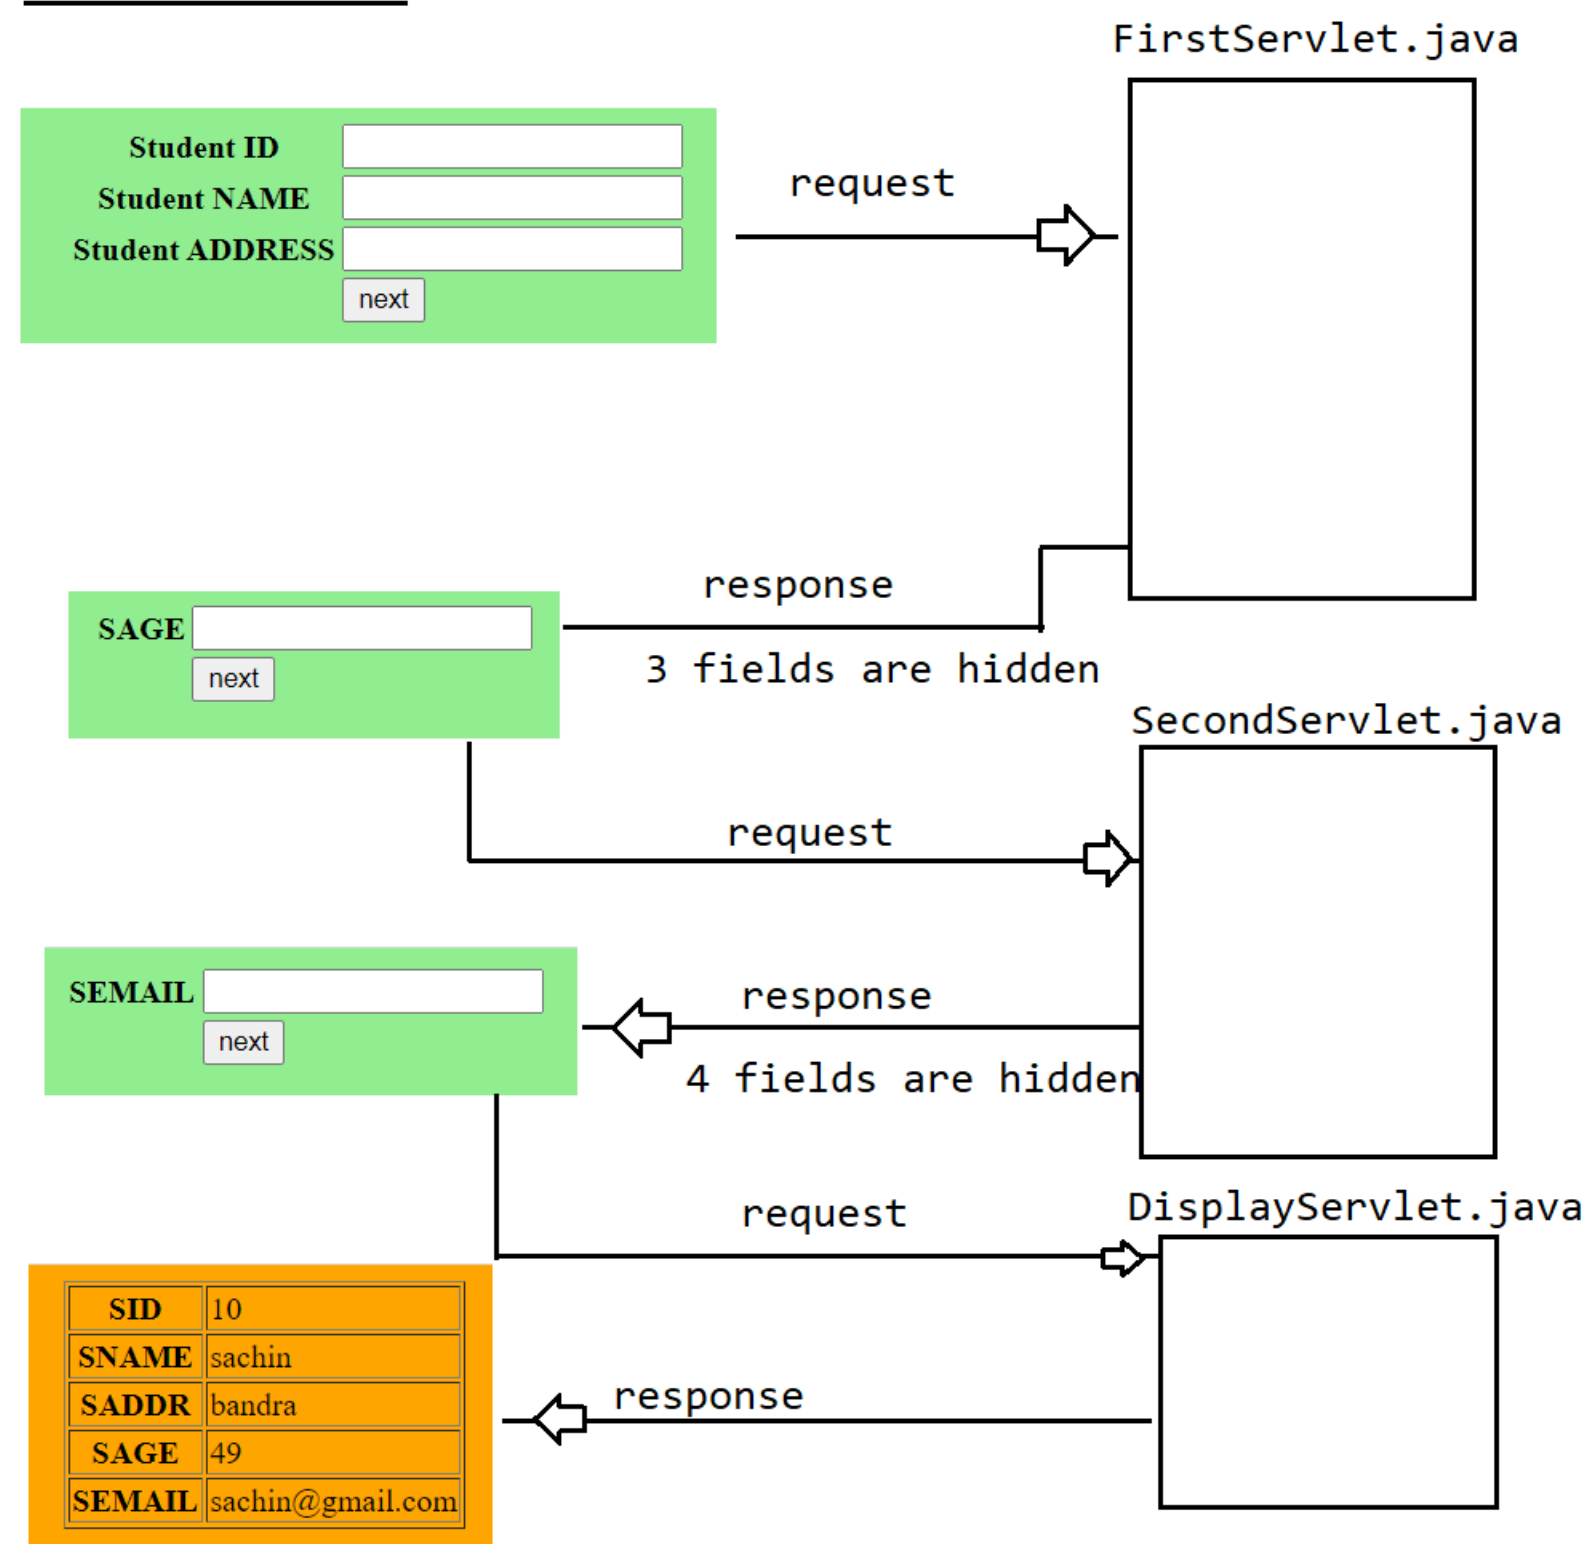 FirstServlet.java
Student ID
Student NAME
Student ADDRESS
next
request
response
SAGE
next
3 fields are hidden
SecondServlet.java
request
SEMAIL
next
response
4 fields are hidden
DisplayServlet.java
request
SID 10
SNAME sachin
SADDR bandra
SAGE 49
SEMAIL sachin@gmail.com
response